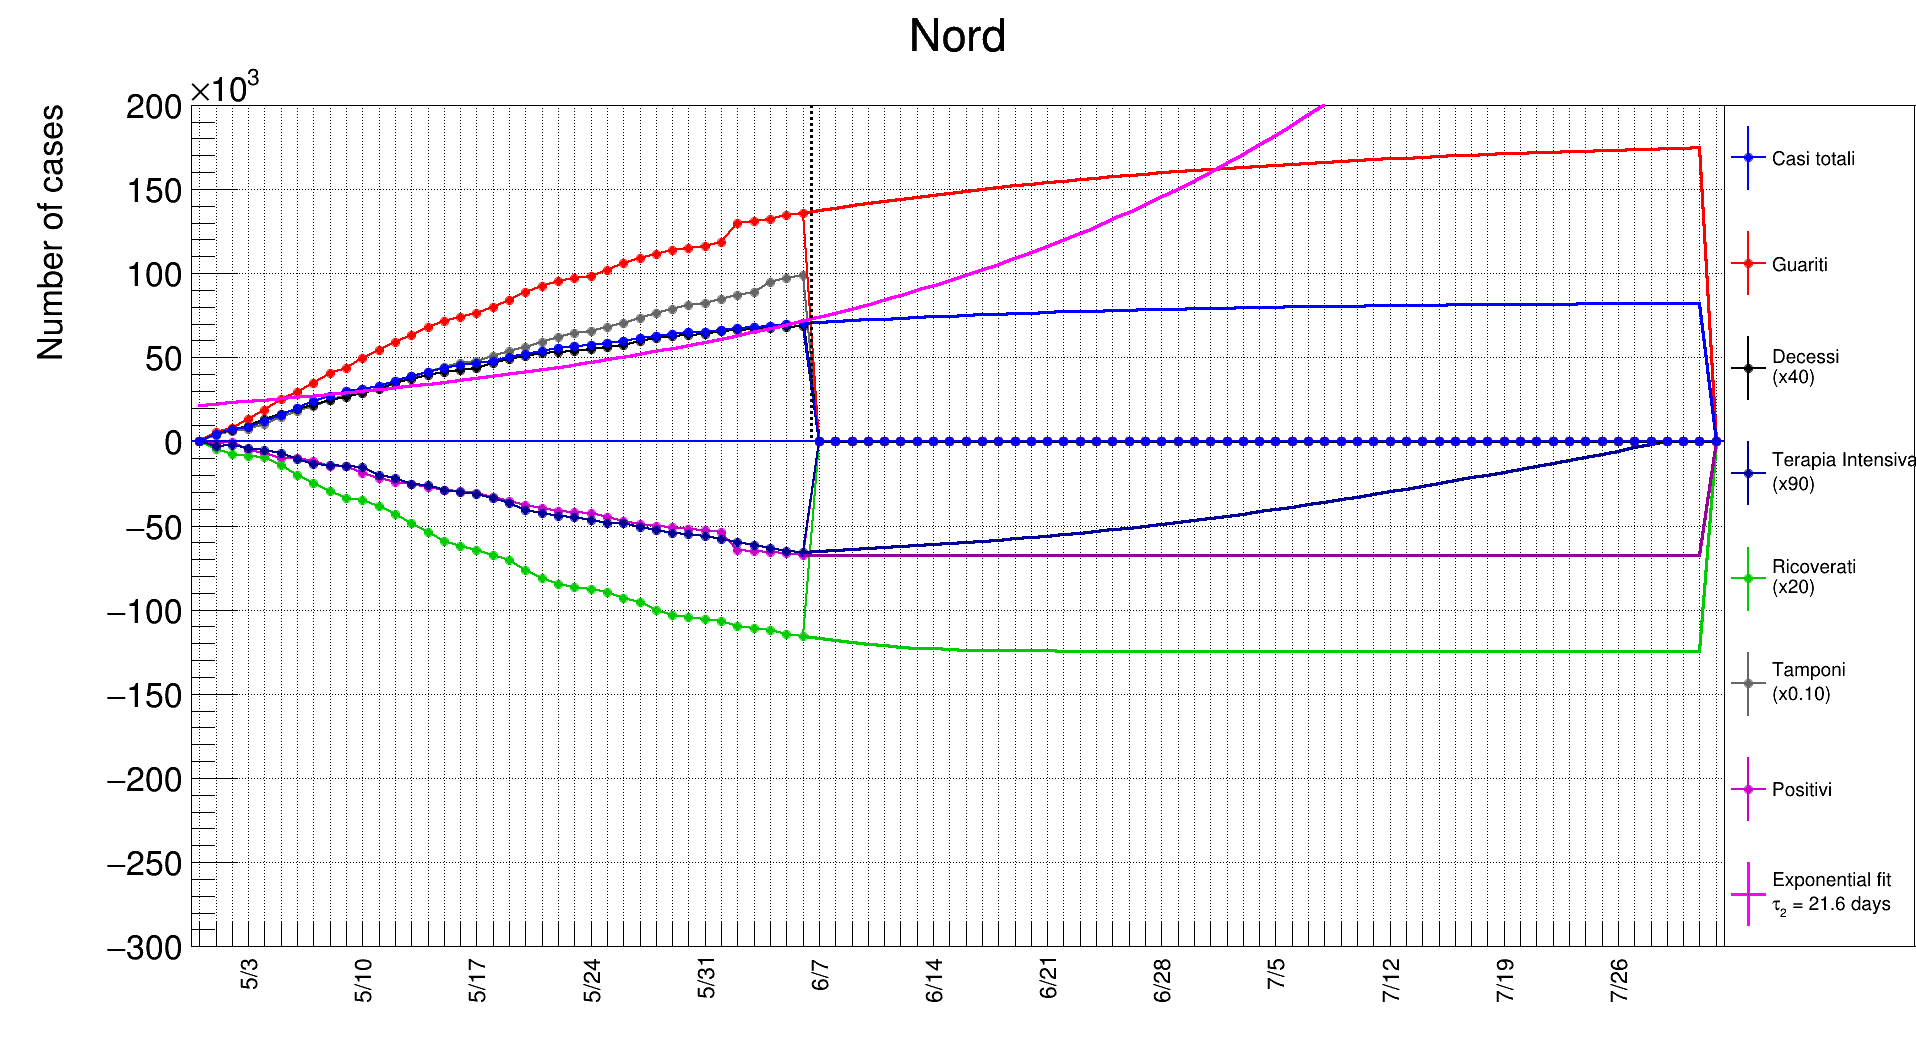 Nord
×10³
Number of cases
200
150
100
50
0
−50
−100
−150
−200
−250
−300
5/3
5/10
5/17
5/24
5/31
6/7
6/14
6/21
6/28
7/5
7/12
7/19
7/26
Casi totali
Guariti
Decessi
(x40)
Terapia Intensiva
(x90)
Ricoverati
(x20)
Tamponi
(x0.10)
Positivi
Exponential fit
τ₂ = 21.6 days